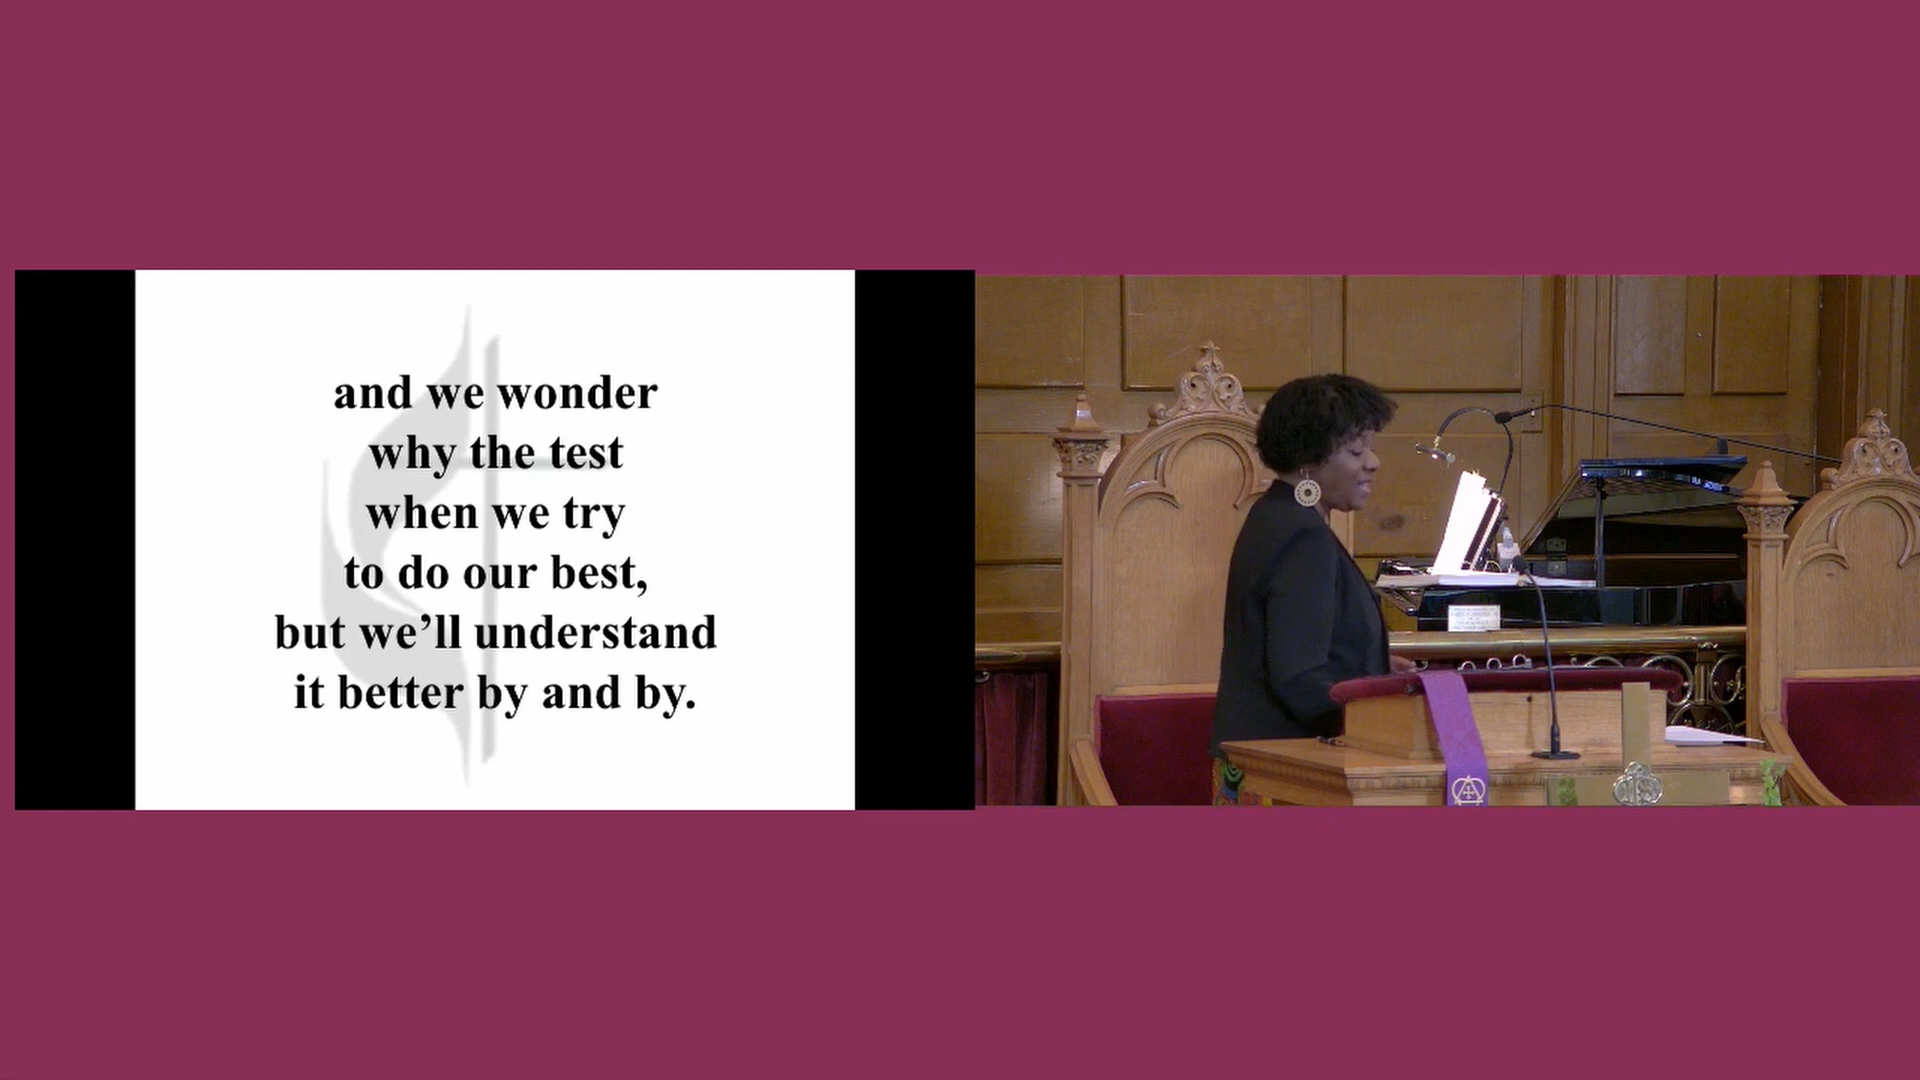 and we wonder
why the test
when we try
to do our best,
but we’ll understand
it better by and by.